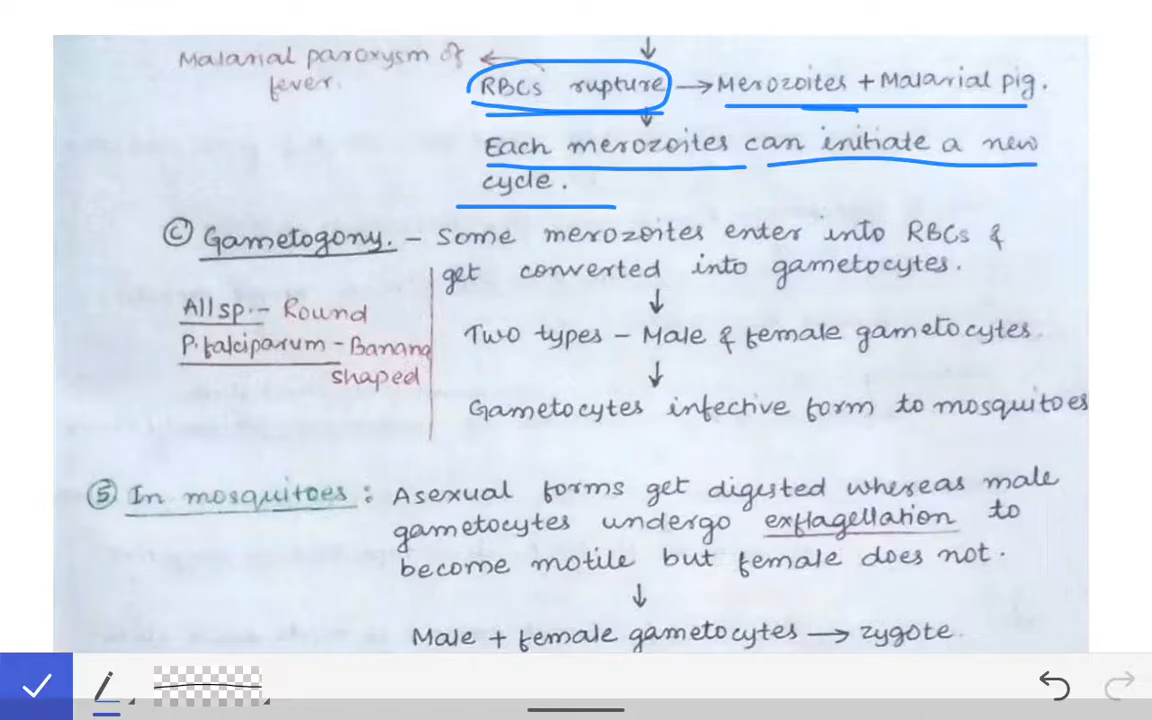 Malarial paroxysm of
fever.
RBCs rupture → Merozoites + Malarial pig.
Each merozoites can initiate a new
cycle.
© Gametogony. – Some merozoites enter into RBCs &
get converted into gametocytes.
All sp. – Round
P. falciparum – Banana
shaped
Two types – Male & female gametocytes.
Gametocytes infective form to mosquitoes
⑤ In mosquitoes : Asexual forms get digested whereas male
gametocytes undergo exflagellation to
become motile but female does not.
Male + female gametocytes → zygote.